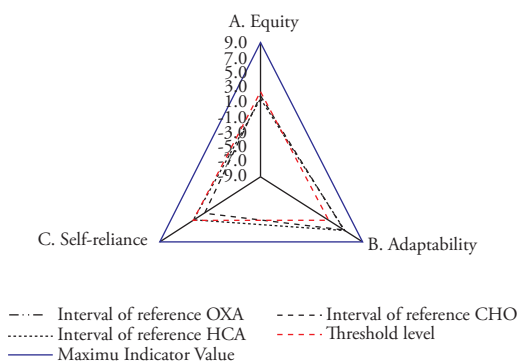 A. Equity
9.0
7.0
5.0
3.0
1.0
-1.0
-3.0
-5.0
-7.0
-9.0
C. Self-reliance
B. Adaptability
Interval of reference OXA
Interval of reference CHO
Interval of reference HCA
Threshold level
Maximu Indicator Value